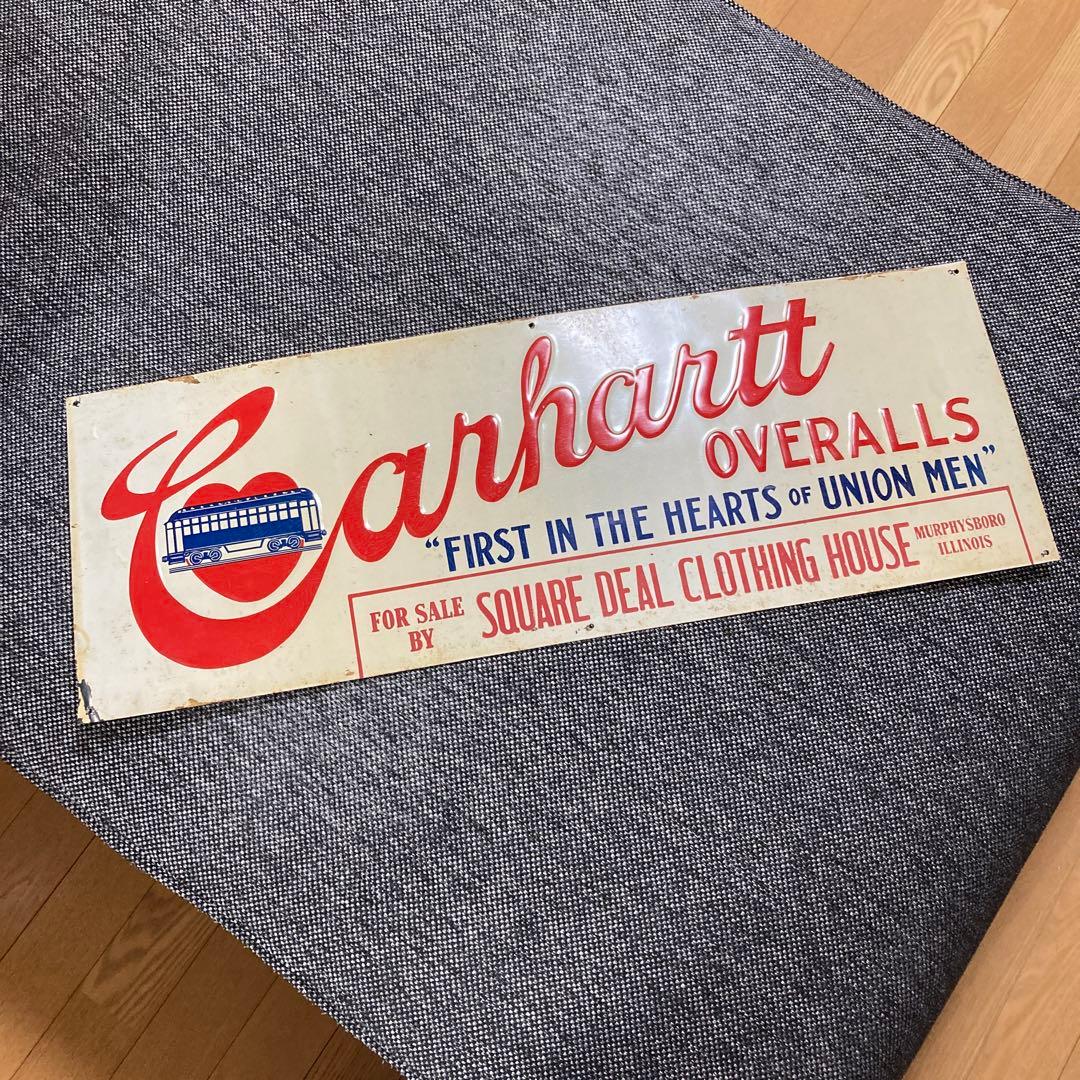 Carhartt
OVERALLS
"FIRST IN THE HEARTS OF UNION MEN"
FOR SALE
BY
SQUARE DEAL CLOTHING HOUSE
MURPHYSBORO
ILLINOIS